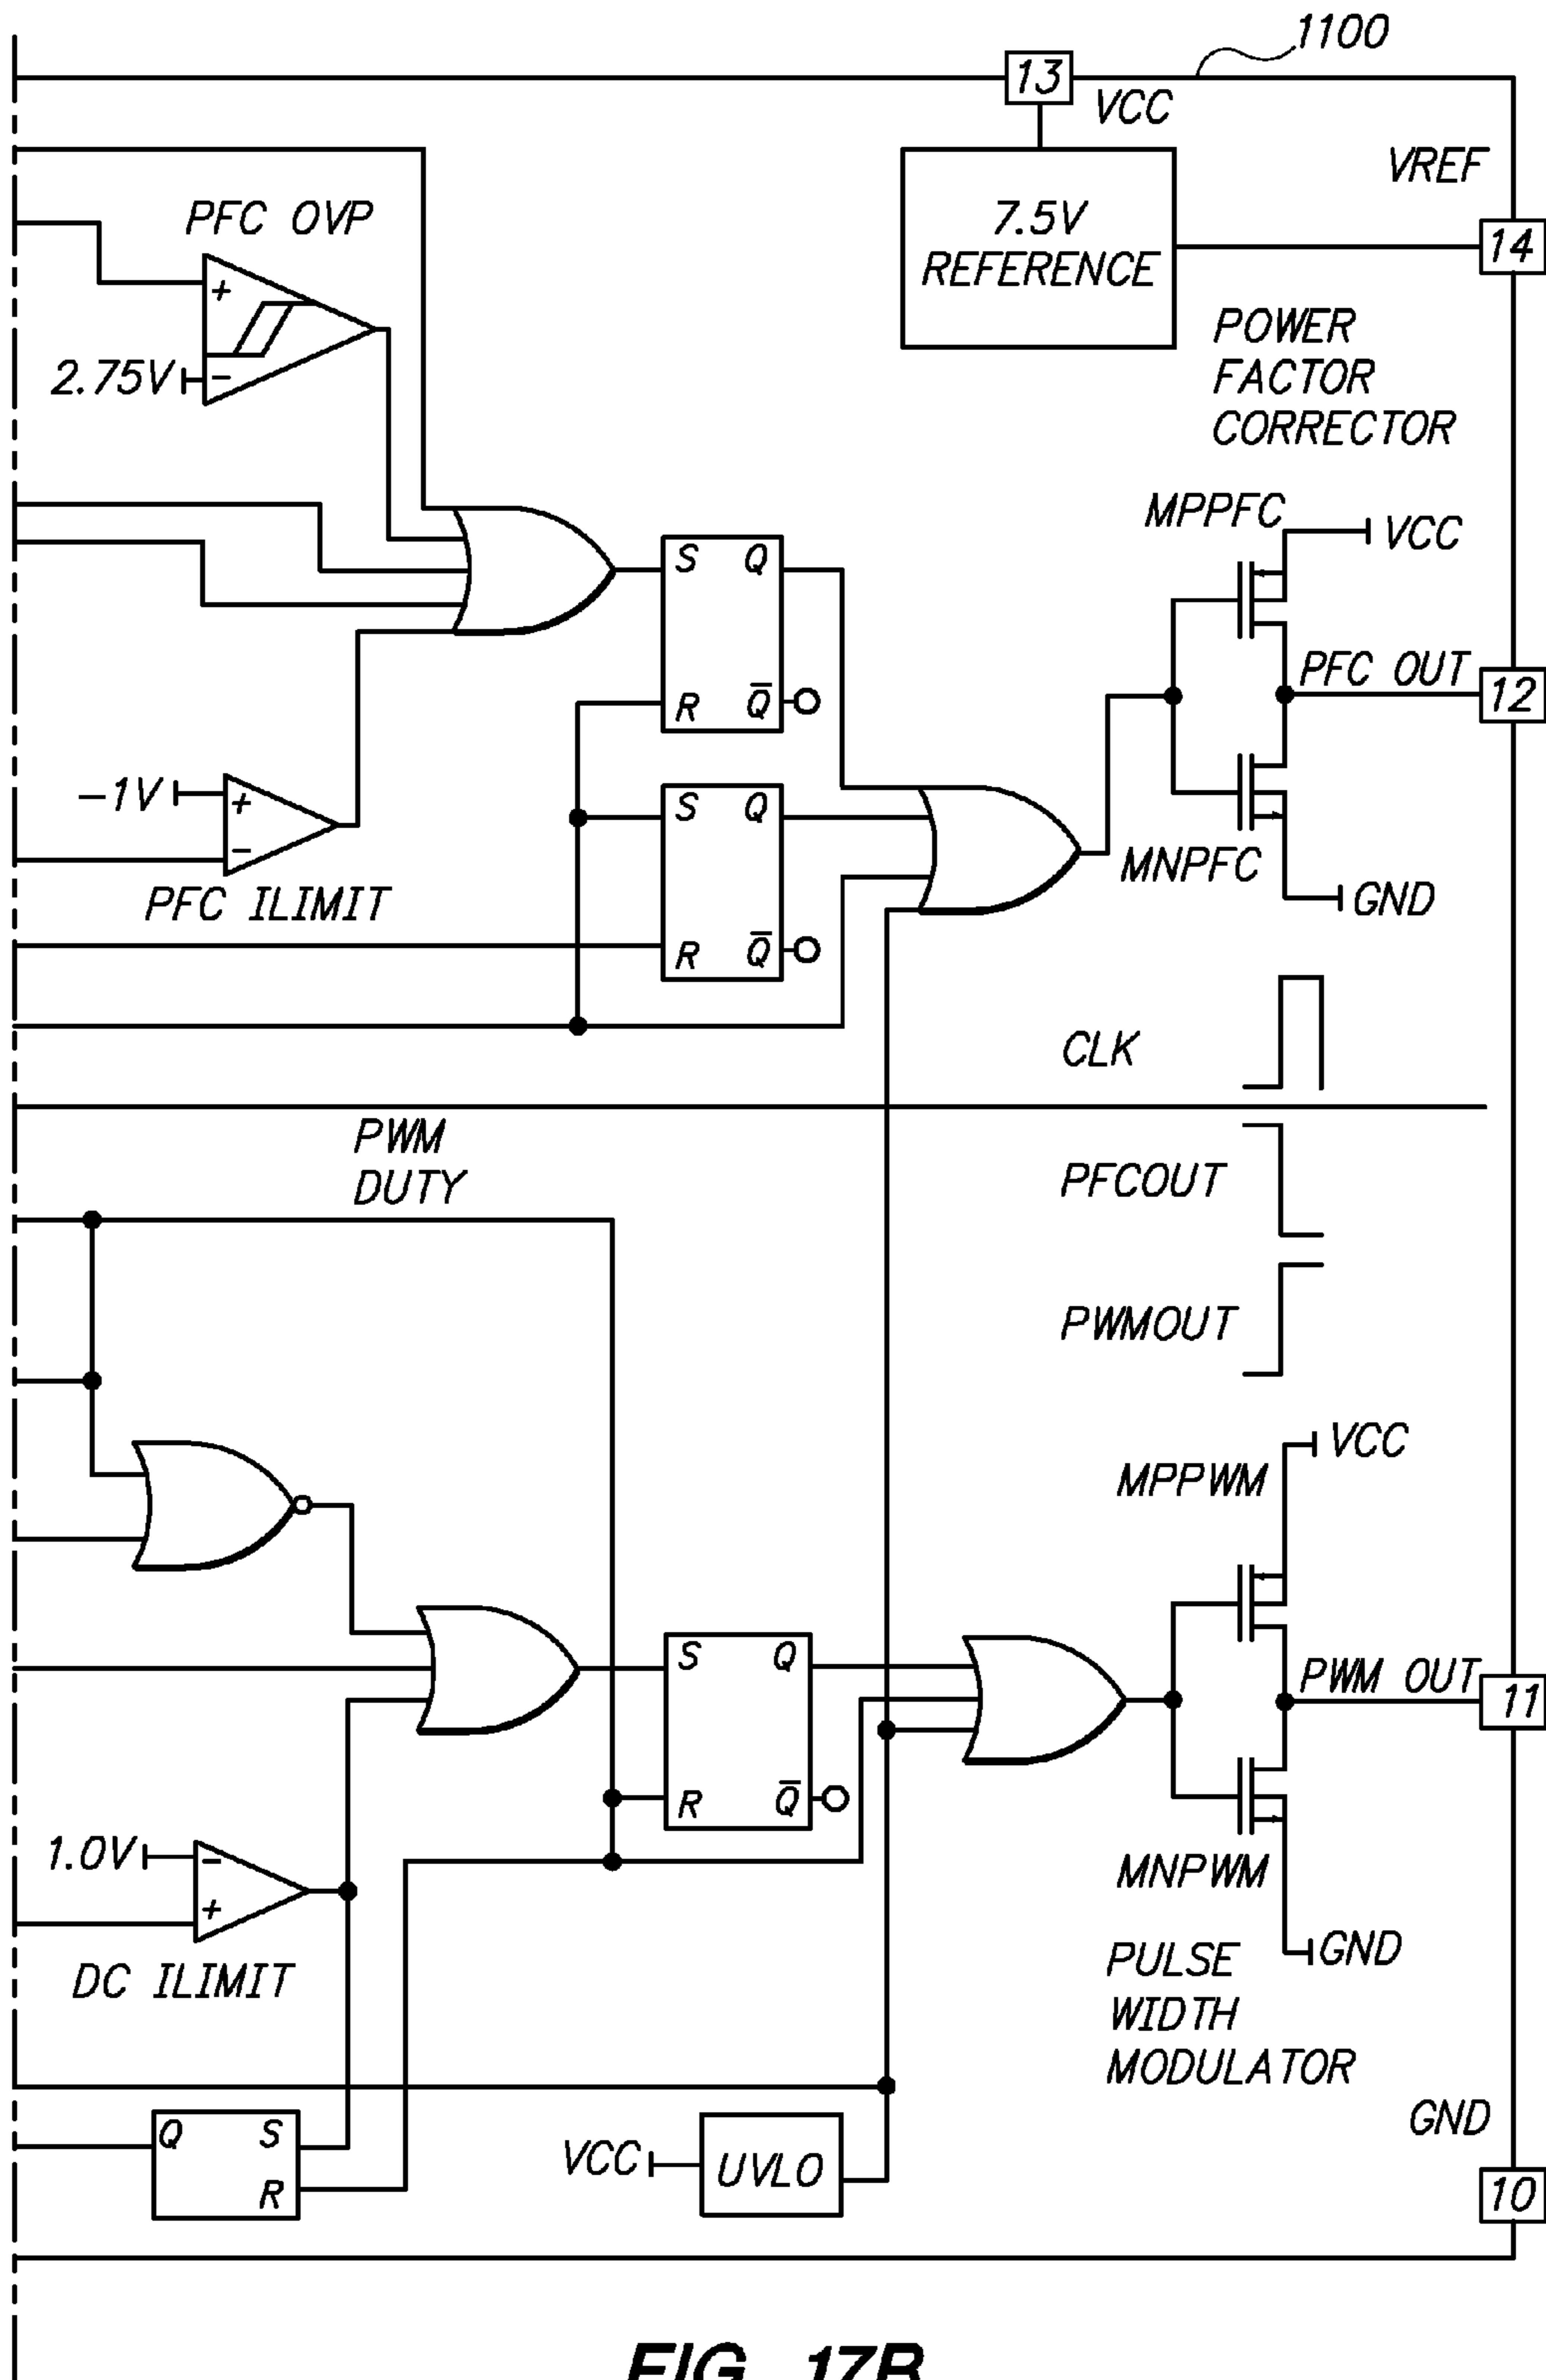 1100
13
VCC
VREF
PFC OVP
7.5V
REFERENCE
14
+
2.75V
-
POWER
FACTOR
CORRECTOR
MPPFC
VCC
S Q
PFC OUT
12
R Q̅
-1V
+
-
S Q
MNPFC
PFC ILIMIT
GND
R Q̅
CLK
PWM
DUTY
PFCOUT
PWMOUT
VCC
MPPWM
S Q
PWM OUT
11
R Q̅
1.0V
-
+
MNPWM
DC ILIMIT
GND
PULSE
WIDTH
MODULATOR
GND
Q S
R
VCC
UVLO
10
FIG. 17B